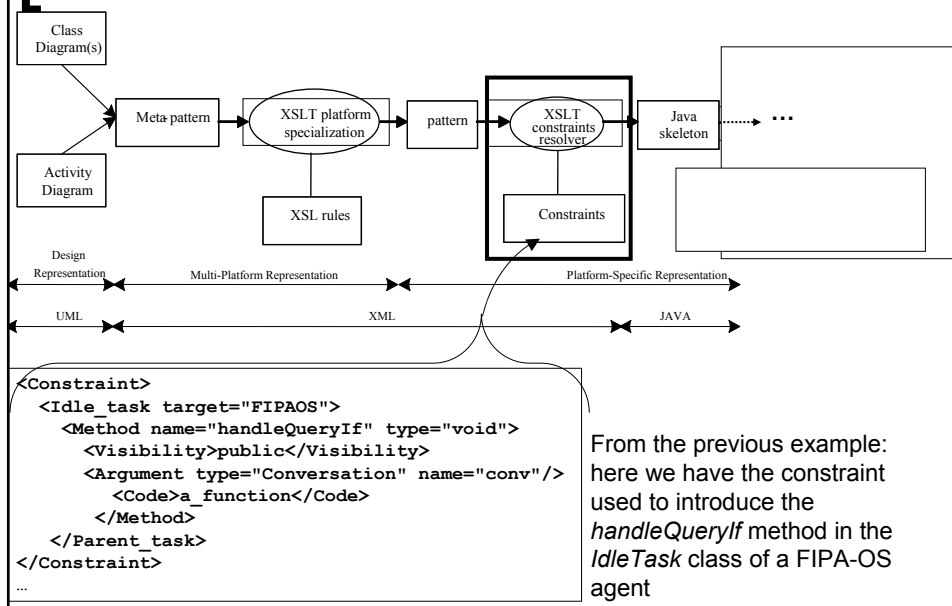 Class
Diagram(s)
Meta pattern
XSLT platform
specialization
pattern
XSLT
constraints
resolver
Java
skeleton
...
Activity
Diagram
XSL rules
Constraints
Design
Representation
Multi-Platform Representation
Platform-Specific Representation
UML
XML
JAVA
<Constraint>
<Idle_task target="FIPAOS">
<Method name="handleQueryIf" type="void">
<Visibility>public</Visibility>
<Argument type="Conversation" name="conv"/>
<Code>a_function</Code>
</Method>
</Parent_task>
</Constraint>
...
From the previous example:
here we have the constraint
used to introduce the
handleQueryIf method in the
IdleTask class of a FIPA-OS
agent